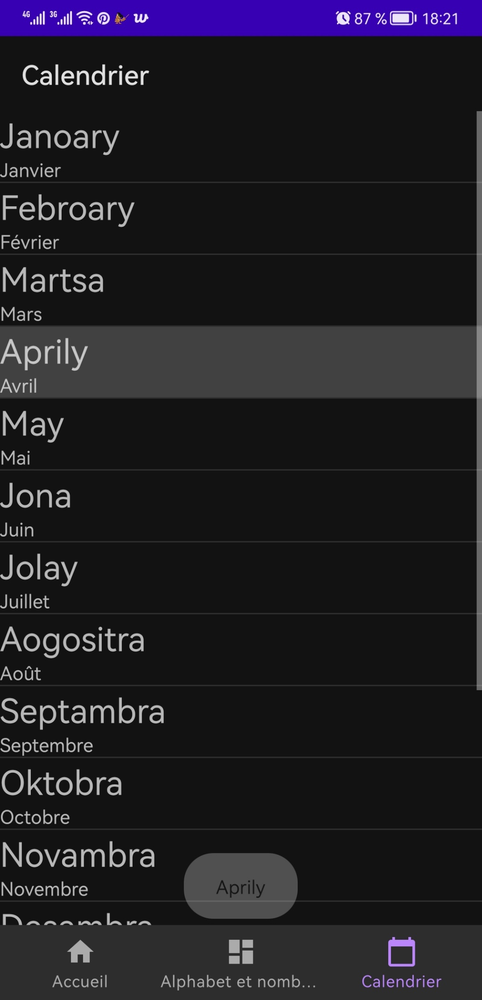 4G 3G 87 % 18:21
Calendrier
Janoary
Janvier
Febroary
Février
Martsa
Mars
Aprily
Avril
May
Mai
Jona
Juin
Jolay
Juillet
Aogositra
Août
Septambra
Septembre
Oktobra
Octobre
Novambra
Novembre
Aprily
Desambra
Accueil
Alphabet et nomb...
Calendrier